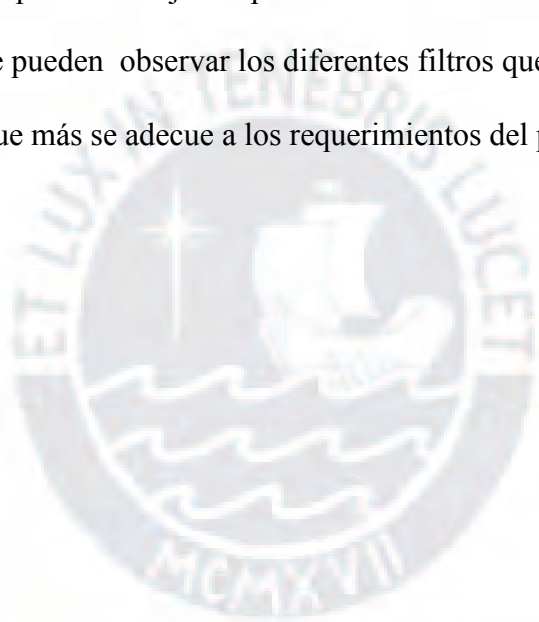 e pueden  observar los diferentes filtros que
ue más se adecue a los requerimientos del
ET LUX IN TENEBRIS LUCET
MCMXVII